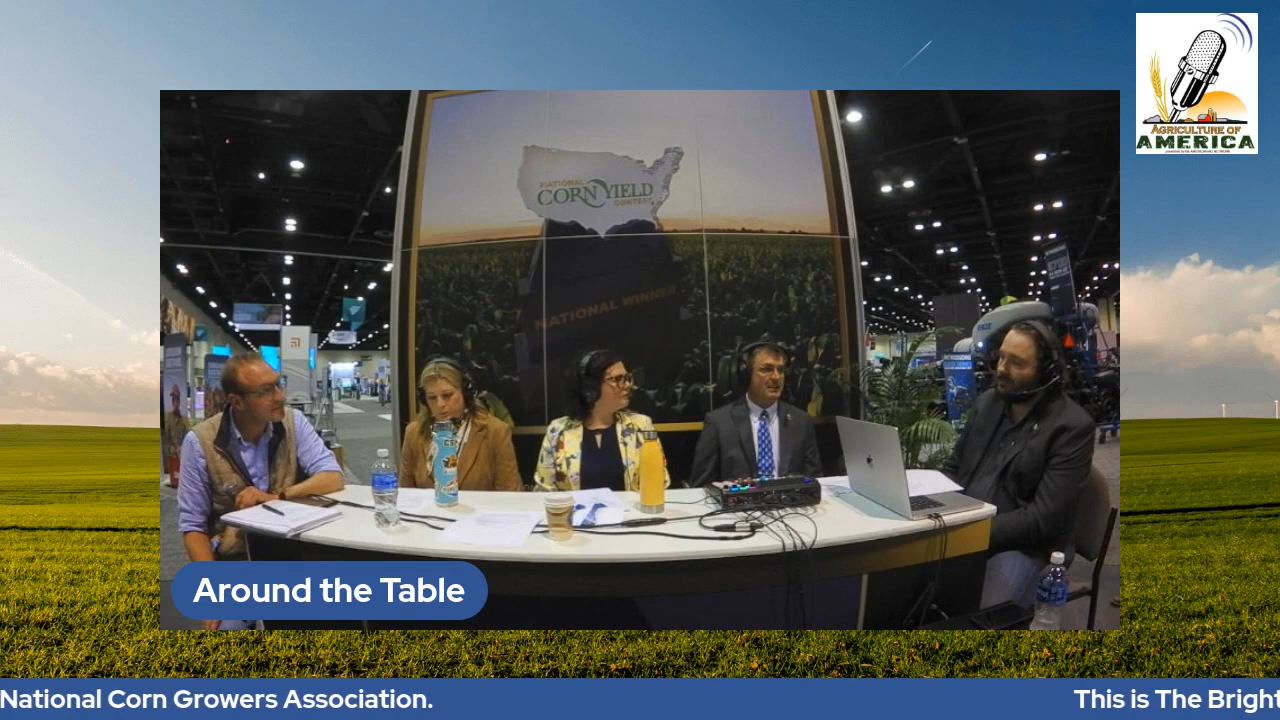 AGRICULTURE OF
AMERICA
NATIONAL
CORN YIELD
CONTEST
NATIONAL WINNER
Around the Table
National Corn Growers Association.
This is The Bright